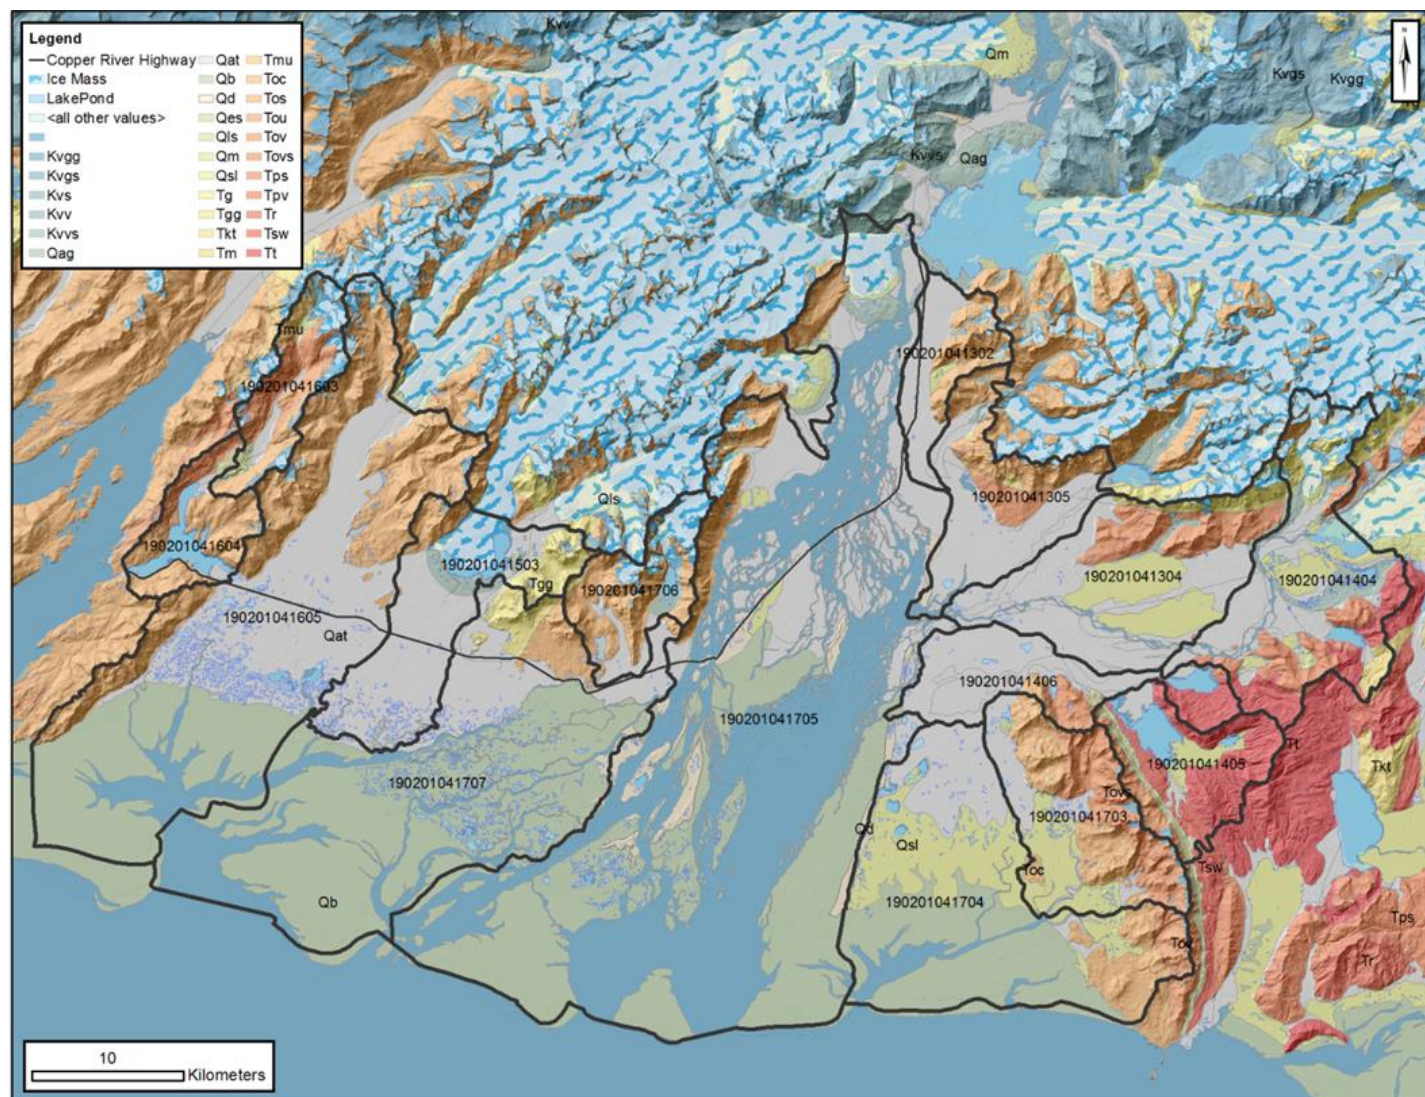 Legend
Copper River Highway
Ice Mass
LakePond
<all other values>
Kvgg
Kvgs
Kvs
Kvv
Kvvs
Qag
Qat
Qb
Qd
Qes
Qls
Qm
Qsl
Tg
Tgg
Tkt
Tm
Tmu
Toc
Tos
Tou
Tov
Tovs
Tps
Tpv
Tr
Tsw
Tt
Kvv
Qm
Kvgs
Kvgg
N
Kvvs
Qag
Tmu
190201041302
190201041603
Qls
190201041305
190201041604
190201041503
Tgg
190201041706
190201041304
190201041404
190201041605
Qat
190201041406
190201041705
Tt
190201041405
Tkt
190201041707
Tovs
190201041703
Qd
Qsl
Toc
Tsw
190201041704
Qb
Tps
Tov
Tr
10
Kilometers